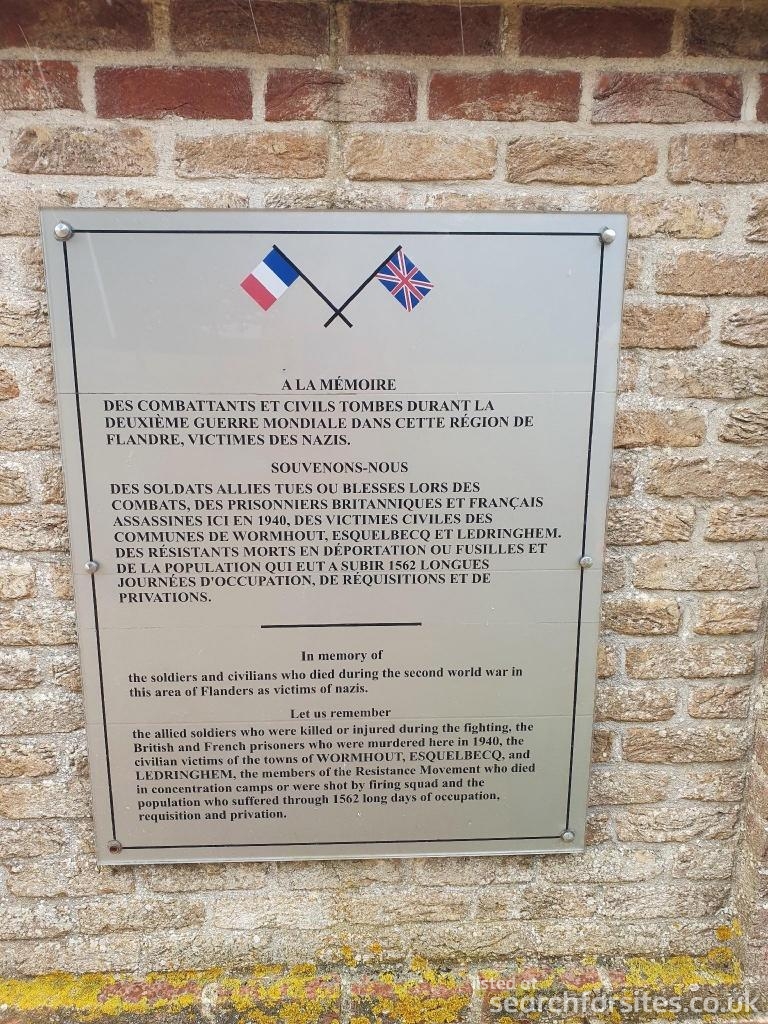 A LA MÉMOIRE
DES COMBATTANTS ET CIVILS TOMBES DURANT LA
DEUXIÈME GUERRE MONDIALE DANS CETTE RÉGION DE
FLANDRE, VICTIMES DES NAZIS.
SOUVENONS-NOUS
DES SOLDATS ALLIES TUES OU BLESSES LORS DES
COMBATS, DES PRISONNIERS BRITANNIQUES ET FRANÇAIS
ASSASSINES ICI EN 1940, DES VICTIMES CIVILES DES
COMMUNES DE WORMHOUT, ESQUELBECQ ET LEDRINGHEM.
DES RÉSISTANTS MORTS EN DÉPORTATION OU FUSILLES ET
DE LA POPULATION QUI EUT A SUBIR 1562 LONGUES
JOURNÉES D'OCCUPATION, DE RÉQUISITIONS ET DE
PRIVATIONS.
In memory of
the soldiers and civilians who died during the second world war in
this area of Flanders as victims of nazis.
Let us remember
the allied soldiers who were killed or injured during the fighting, the
British and French prisoners who were murdered here in 1940, the
civilian victims of the towns of WORMHOUT, ESQUELBECQ, and
LEDRINGHEM, the members of the Resistance Movement who died
in concentration camps or were shot by firing squad and the
population who suffered through 1562 long days of occupation,
requisition and privation.
listed of
searchforsites.co.uk